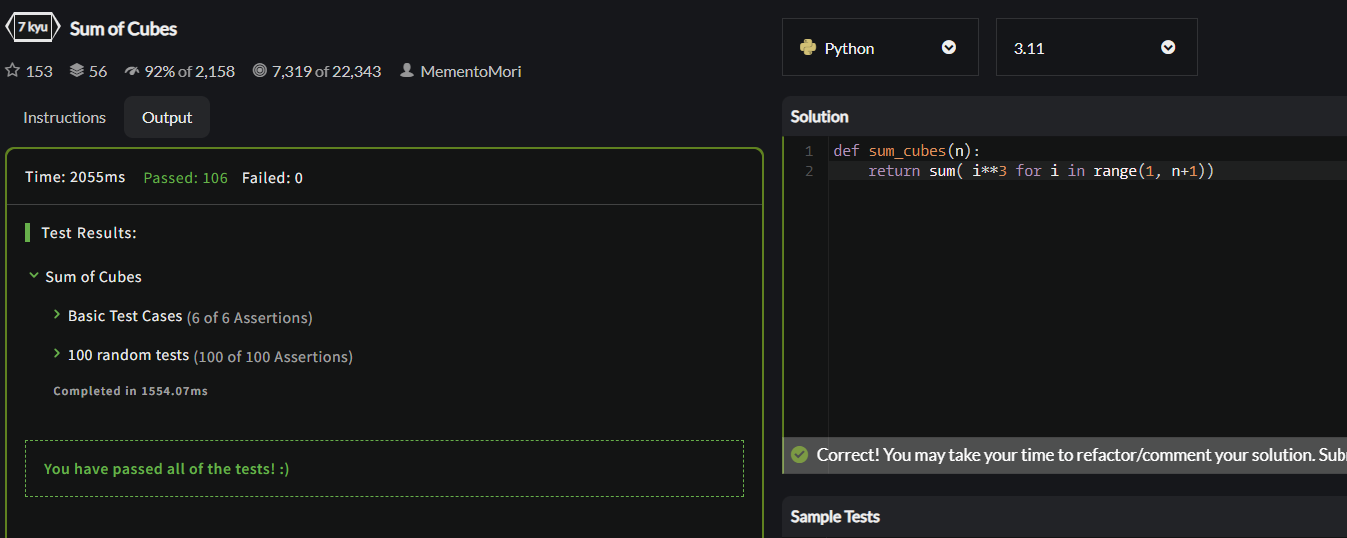 7 kyu Sum of Cubes
153 56 92% of 2,158 7,319 of 22,343 MementoMori
Instructions Output
Time: 2055ms Passed: 106 Failed: 0
Test Results:
Sum of Cubes
Basic Test Cases (6 of 6 Assertions)
100 random tests (100 of 100 Assertions)
Completed in 1554.07ms
You have passed all of the tests! :)
Python 3.11
Solution
1 def sum_cubes(n):
2     return sum( i**3 for i in range(1, n+1))
Correct! You may take your time to refactor/comment your solution. Sub
Sample Tests